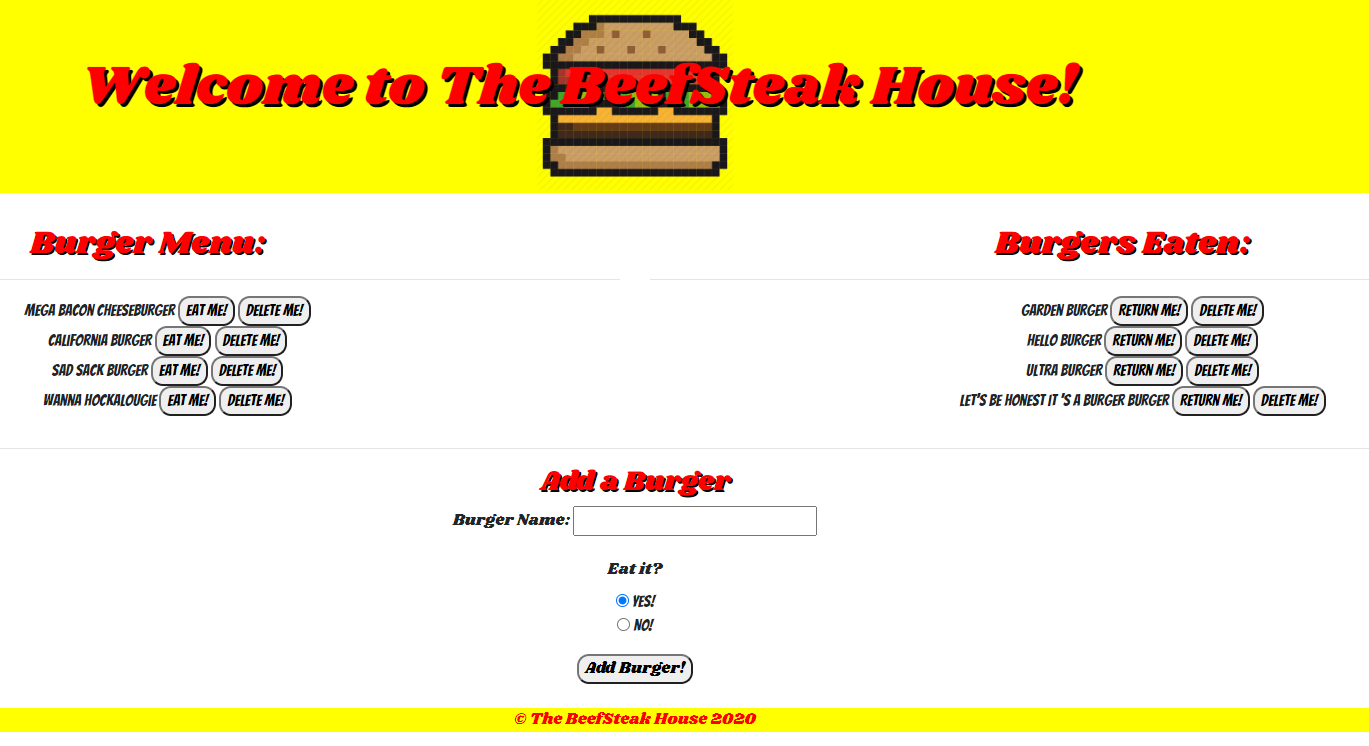 Welcome to The BeefSteak House!
Burger Menu:
MEGA BACON CHEESEBURGER EAT ME! DELETE ME!
CALIFORNIA BURGER EAT ME! DELETE ME!
SAD SACK BURGER EAT ME! DELETE ME!
WANNA HOCKALOUGIE EAT ME! DELETE ME!
Burgers Eaten:
GARDEN BURGER RETURN ME! DELETE ME!
HELLO BURGER RETURN ME! DELETE ME!
ULTRA BURGER RETURN ME! DELETE ME!
LET'S BE HONEST IT 'S A BURGER BURGER RETURN ME! DELETE ME!
Add a Burger
Burger Name:
Eat it?
YES!
NO!
Add Burger!
© The BeefSteak House 2020